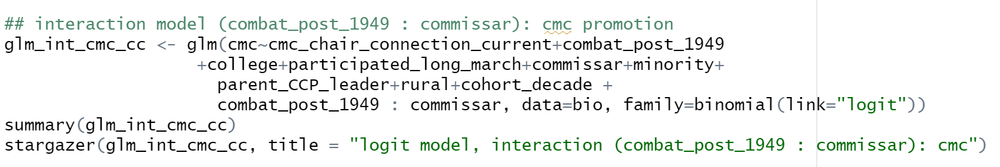 ## interaction model (combat_post_1949 : commissar): cmc promotion
glm_int_cmc_cc <- glm(cmc~cmc_chair_connection_current+combat_post_1949
+college+participated_long_march+commissar+minority+
parent_CCP_leader+rural+cohort_decade +
combat_post_1949 : commissar, data=bio, family=binomial(link="logit"))
summary(glm_int_cmc_cc)
stargazer(glm_int_cmc_cc, title = "logit model, interaction (combat_post_1949 : commissar): cmc")